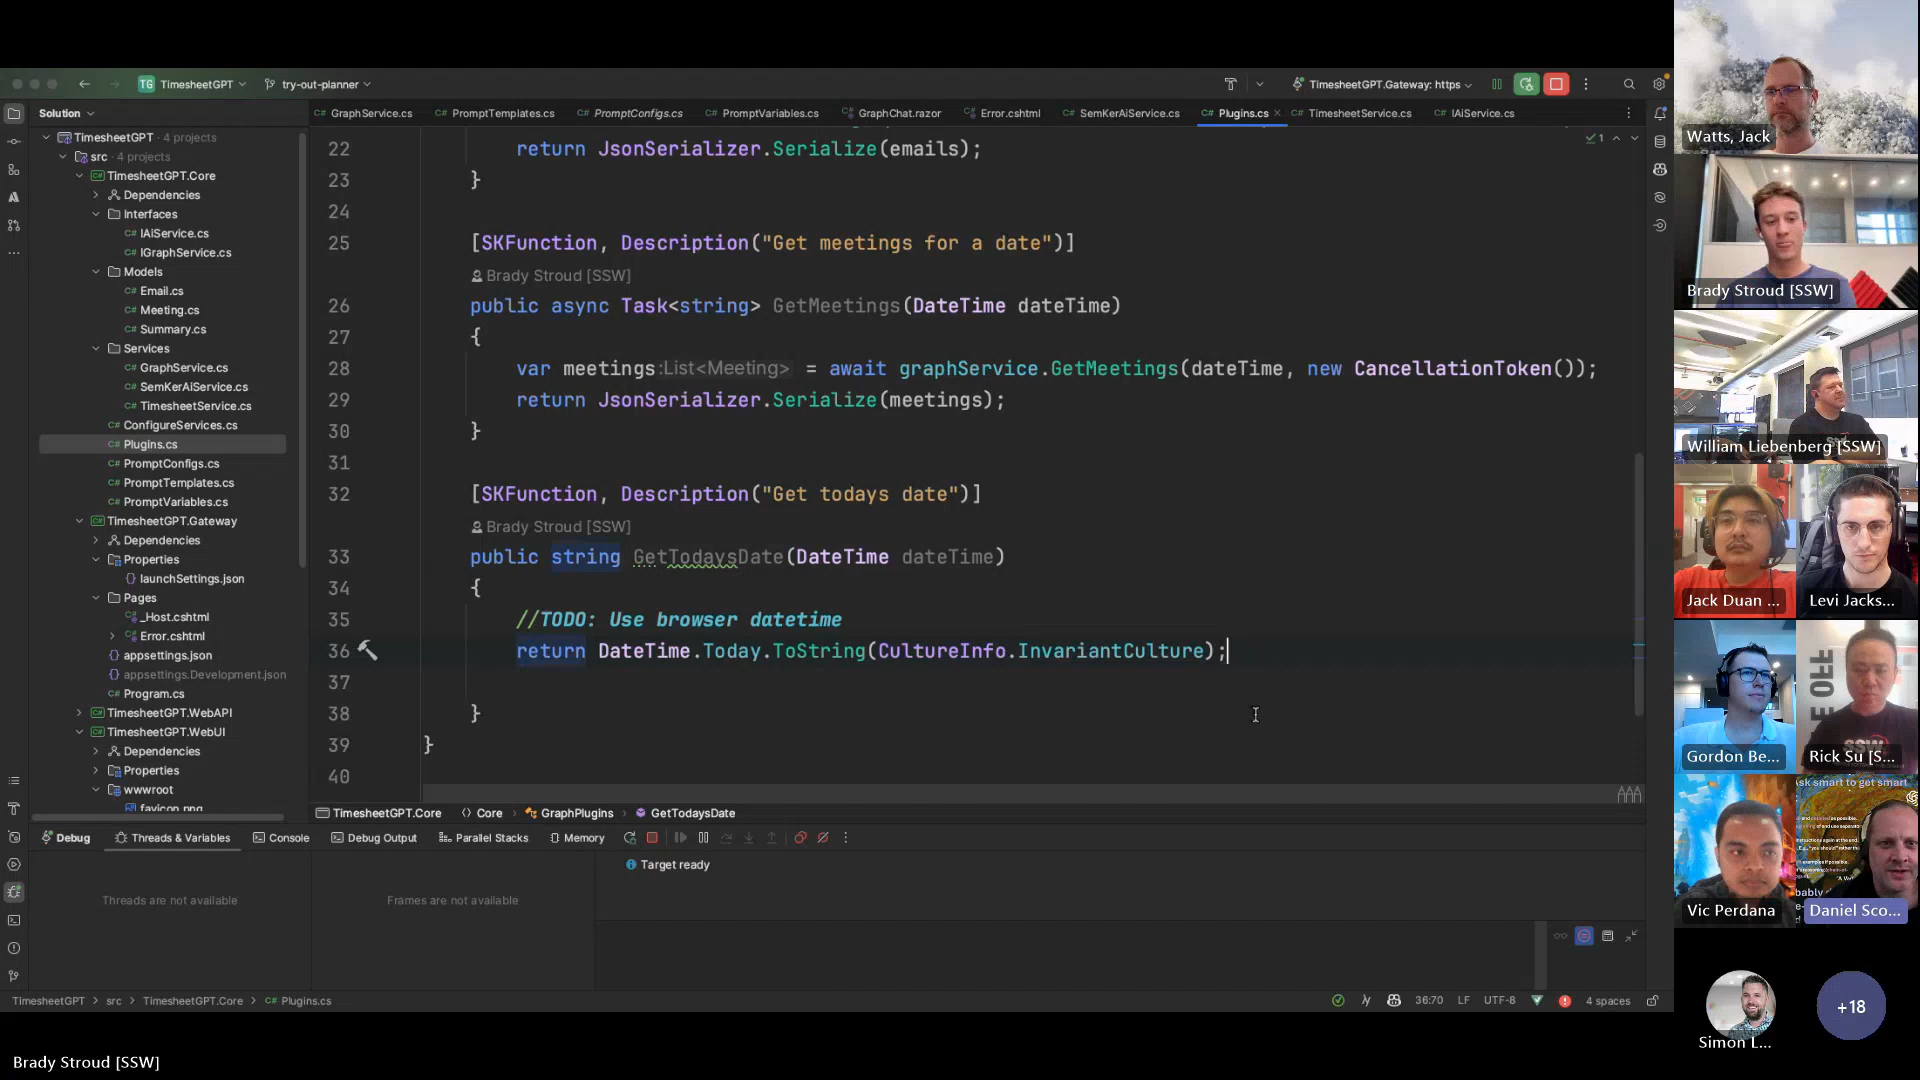 TG TimesheetGPT
try-out-planner
TimesheetGPT.Gateway: https
Solution
GraphService.cs
PromptTemplates.cs
PromptConfigs.cs
PromptVariables.cs
GraphChat.razor
Error.cshtml
SemKerAiService.cs
Plugins.cs
TimesheetService.cs
IAiService.cs
TimesheetGPT · 4 projects
src · 4 projects
TimesheetGPT.Core
Dependencies
Interfaces
IAiService.cs
IGraphService.cs
Models
Email.cs
Meeting.cs
Summary.cs
Services
GraphService.cs
SemKerAiService.cs
TimesheetService.cs
ConfigureServices.cs
Plugins.cs
PromptConfigs.cs
PromptTemplates.cs
PromptVariables.cs
TimesheetGPT.Gateway
Dependencies
Properties
launchSettings.json
Pages
_Host.cshtml
Error.cshtml
appsettings.json
appsettings.Development.json
Program.cs
TimesheetGPT.WebAPI
TimesheetGPT.WebUI
Dependencies
Properties
wwwroot
favicon.png
1
22 return JsonSerializer.Serialize(emails);
23 }
24
25 [SKFunction, Description("Get meetings for a date")]
Brady Stroud [SSW]
26 public async Task<string> GetMeetings(DateTime dateTime)
27 {
28 var meetings:List<Meeting> = await graphService.GetMeetings(dateTime, new CancellationToken());
29 return JsonSerializer.Serialize(meetings);
30 }
31
32 [SKFunction, Description("Get todays date")]
Brady Stroud [SSW]
33 public string GetTodaysDate(DateTime dateTime)
34 {
35 //TODO: Use browser datetime
36 return DateTime.Today.ToString(CultureInfo.InvariantCulture);
37
38 }
39 }
40
TimesheetGPT.Core
Core
GraphPlugins
GetTodaysDate
Debug
Threads & Variables
Console
Debug Output
Parallel Stacks
Memory
Threads are not available
Frames are not available
Target ready
TimesheetGPT > src > TimesheetGPT.Core > C# Plugins.cs
36:70 LF UTF-8 4 spaces
Watts, Jack
Brady Stroud [SSW]
William Liebenberg [SSW]
Jack Duan ...
Levi Jacks...
Gordon Be...
Rick Su [S...
Ask smart to get smart
Vic Perdana
Daniel Sco...
Simon L...
+18
Brady Stroud [SSW]